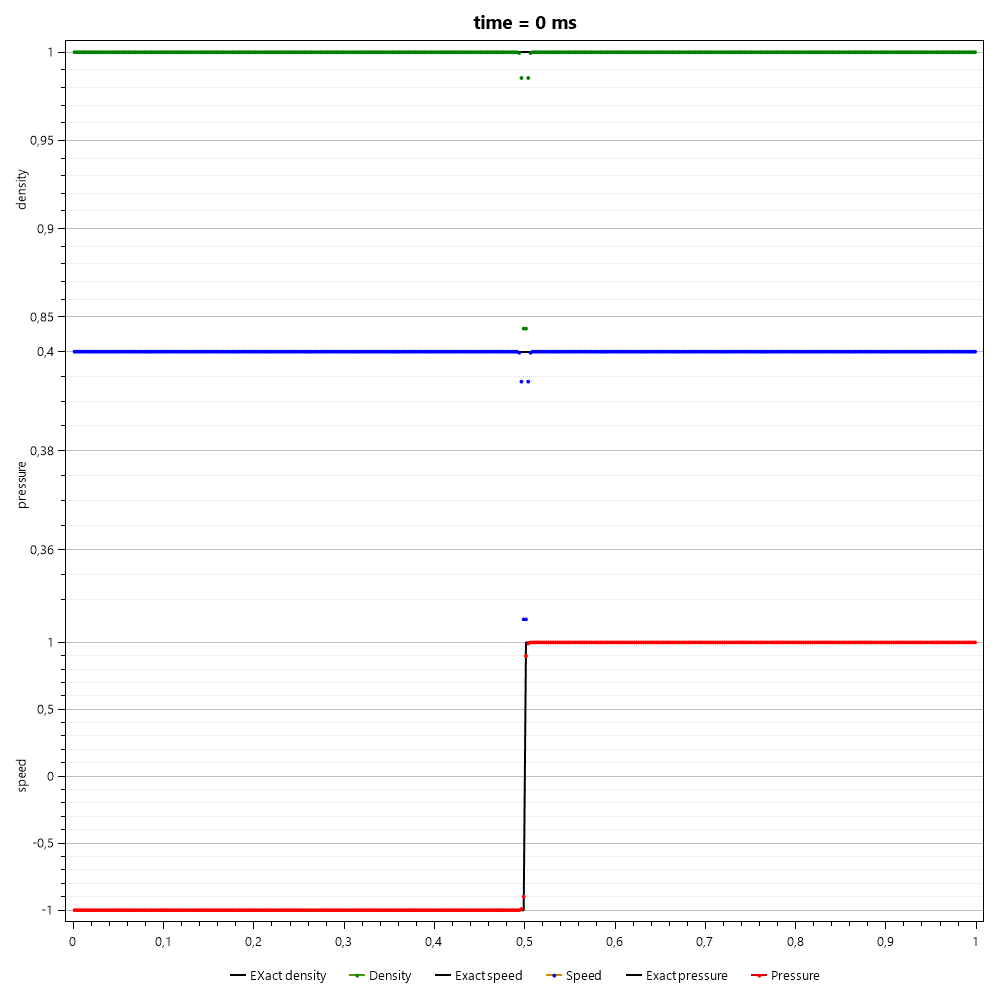 time = 0 ms
1
0,95
0,9
0,85
density
0,4
0,38
0,36
pressure
1
0,5
0
-0,5
-1
speed
0 0,1 0,2 0,3 0,4 0,5 0,6 0,7 0,8 0,9 1
EXact density Density Exact speed Speed Exact pressure Pressure